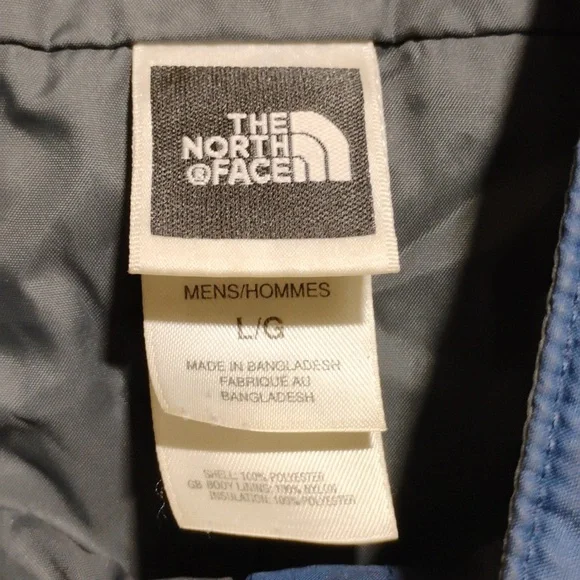 THE
NORTH
® FACE
MENS/HOMMES
L/G
MADE IN BANGLADESH
FABRIQUE AU
BANGLADESH
SHELL: 100% POLYESTER
GB BODY LINING: 100% NYLON
INSULATION: 100% POLYESTER